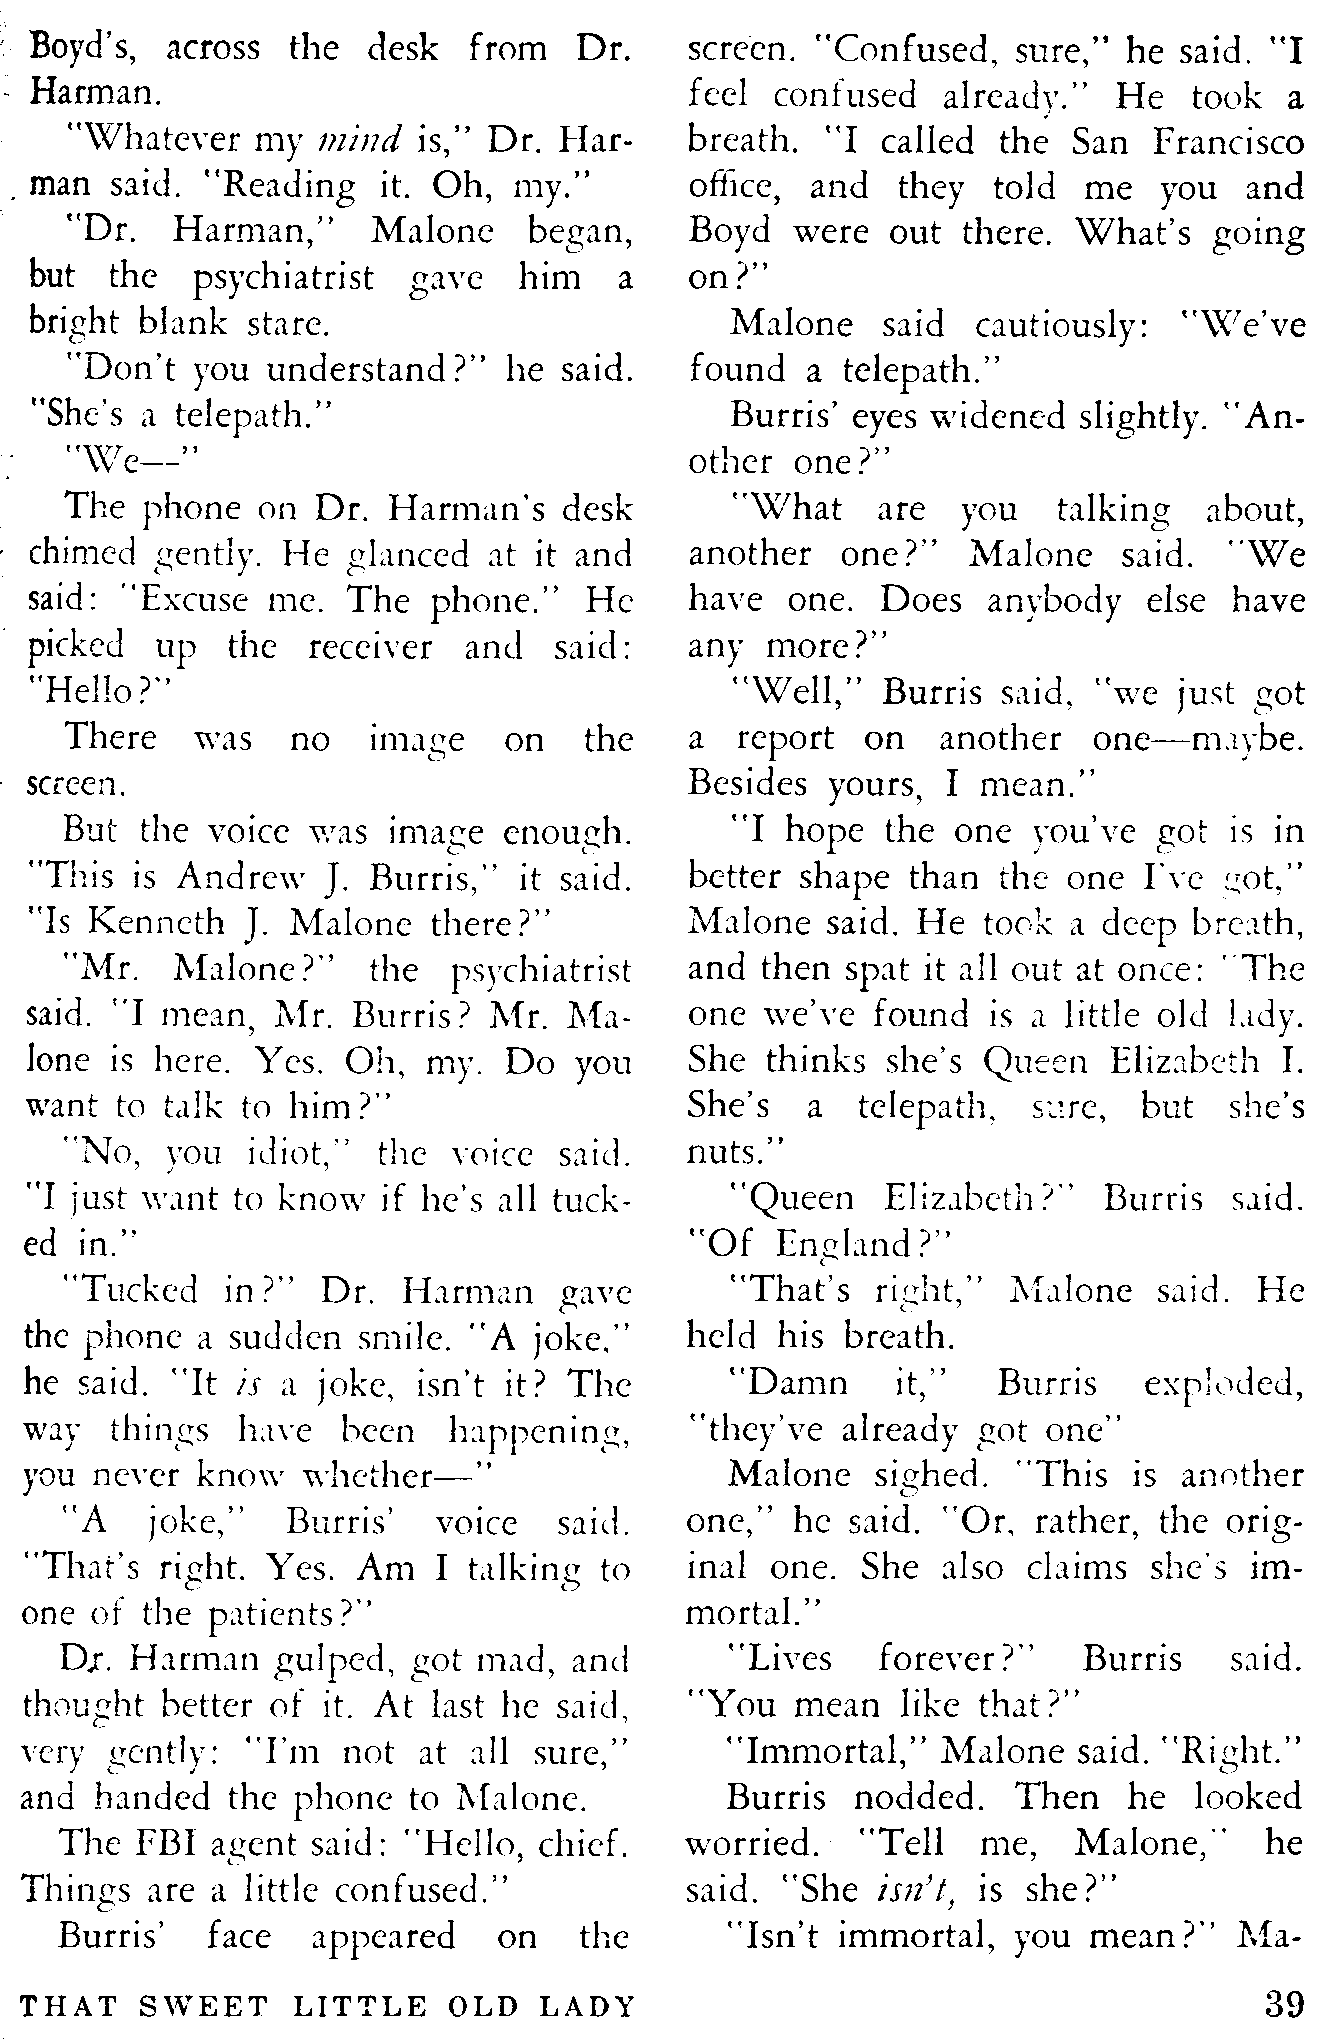 Boyd's, across the desk from Dr.
Harman.
"Whatever my mind is," Dr. Har-
man said. "Reading it. Oh, my."
"Dr. Harman," Malone began,
but the psychiatrist gave him a
bright blank stare.
"Don't you understand?" he said.
"She's a telepath."
"We—"
The phone on Dr. Harman's desk
chimed gently. He glanced at it and
said: "Excuse me. The phone." He
picked up the receiver and said:
"Hello?"
There was no image on the
screen.
But the voice was image enough.
"This is Andrew J. Burris," it said.
"Is Kenneth J. Malone there?"
"Mr. Malone?" the psychiatrist
said. "I mean, Mr. Burris? Mr. Ma-
lone is here. Yes. Oh, my. Do you
want to talk to him?"
"No, you idiot," the voice said.
"I just want to know if he's all tuck-
ed in."
"Tucked in?" Dr. Harman gave
the phone a sudden smile. "A joke,"
he said. "It is a joke, isn't it? The
way things have been happening,
you never know whether—"
"A joke," Burris' voice said.
"That's right. Yes. Am I talking to
one of the patients?"
Dr. Harman gulped, got mad, and
thought better of it. At last he said,
very gently: "I'm not at all sure,"
and handed the phone to Malone.
The FBI agent said: "Hello, chief.
Things are a little confused."
Burris' face appeared on the
screen. "Confused, sure," he said. "I
feel confused already." He took a
breath. "I called the San Francisco
office, and they told me you and
Boyd were out there. What's going
on?"
Malone said cautiously: "We've
found a telepath."
Burris' eyes widened slightly. "An-
other one?"
"What are you talking about,
another one?" Malone said. "We
have one. Does anybody else have
any more?"
"Well," Burris said, "we just got
a report on another one—maybe.
Besides yours, I mean."
"I hope the one you've got is in
better shape than the one I've got,"
Malone said. He took a deep breath,
and then spat it all out at once: "The
one we've found is a little old lady.
She thinks she's Queen Elizabeth I.
She's a telepath, sure, but she's
nuts."
"Queen Elizabeth?" Burris said.
"Of England?"
"That's right," Malone said. He
held his breath.
"Damn it," Burris exploded,
"they've already got one"
Malone sighed. "This is another
one," he said. "Or, rather, the orig-
inal one. She also claims she's im-
mortal."
"Lives forever?" Burris said.
"You mean like that?"
"Immortal," Malone said. "Right."
Burris nodded. Then he looked
worried. "Tell me, Malone," he
said. "She isn't, is she?"
"Isn't immortal, you mean?" Ma-
THAT SWEET LITTLE OLD LADY 39